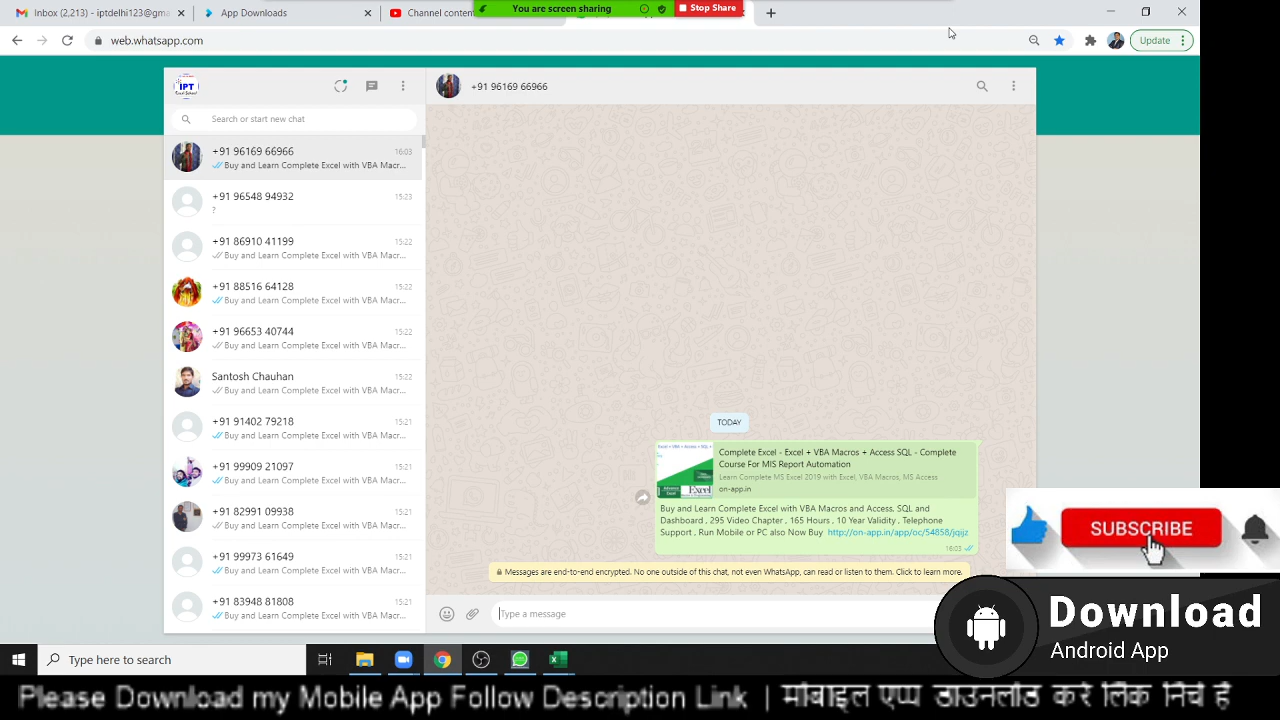 Inbox (2,213) - iptdelhi123@gma
App Downloads
Channel conten
You are screen sharing
Stop Share
web.whatsapp.com
Update
IPT
+91 96169 66966
Search or start new chat
+91 96169 66966
16:03
Buy and Learn Complete Excel with VBA Macr...
+91 96548 94932
15:23
?
+91 86910 41199
15:22
Buy and Learn Complete Excel with VBA Macr...
+91 88516 64128
15:22
Buy and Learn Complete Excel with VBA Macr...
+91 96653 40744
15:22
Buy and Learn Complete Excel with VBA Macr...
Santosh Chauhan
15:22
Buy and Learn Complete Excel with VBA Macr...
+91 91402 79218
15:21
Buy and Learn Complete Excel with VBA Macr...
+91 99909 21097
15:21
Buy and Learn Complete Excel with VBA Macr...
+91 82991 09938
15:21
Buy and Learn Complete Excel with VBA Macr...
+91 99973 61649
15:21
Buy and Learn Complete Excel with VBA Macr...
+91 83948 81808
15:21
Buy and Learn Complete Excel with VBA Macr...
TODAY
Complete Excel - Excel + VBA Macros + Access SQL - Complete
Course For MIS Report Automation
Learn Complete MS Excel 2019 with Excel, VBA Macros, MS Access
on-app.in
Buy and Learn Complete Excel with VBA Macros and Access, SQL and
Dashboard , 295 Video Chapter , 165 Hours , 10 Year Validity , Telephone
Support , Run Mobile or PC also Now Buy http://on-app.in/app/oc/54858/jqijz
16:03
Messages are end-to-end encrypted. No one outside of this chat, not even WhatsApp, can read or listen to them. Click to learn more.
Type a message
SUBSCRIBE
Download
Android App
Type here to search
Please Download my Mobile App Follow Description Link | मोबाइल एप्प डाउनलोड करे लिंक निचे है